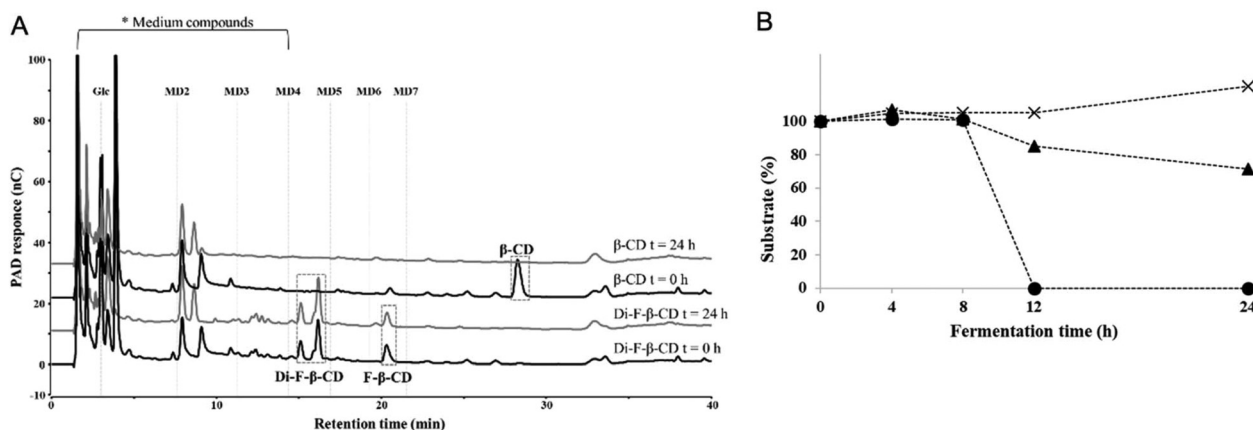 A
* Medium compounds
100
80
60
40
20
0
-10
PAD responce (nC)
Glc
MD2
MD3
MD4
MD5
MD6
MD7
β-CD
β-CD t = 24 h
β-CD t = 0 h
Di-F-β-CD t = 24 h
Di-F-β-CD t = 0 h
Di-F-β-CD
F-β-CD
0
10
20
30
40
Retention time (min)
B
100
80
60
40
20
0
Substrate (%)
0
4
8
12
24
Fermentation time (h)